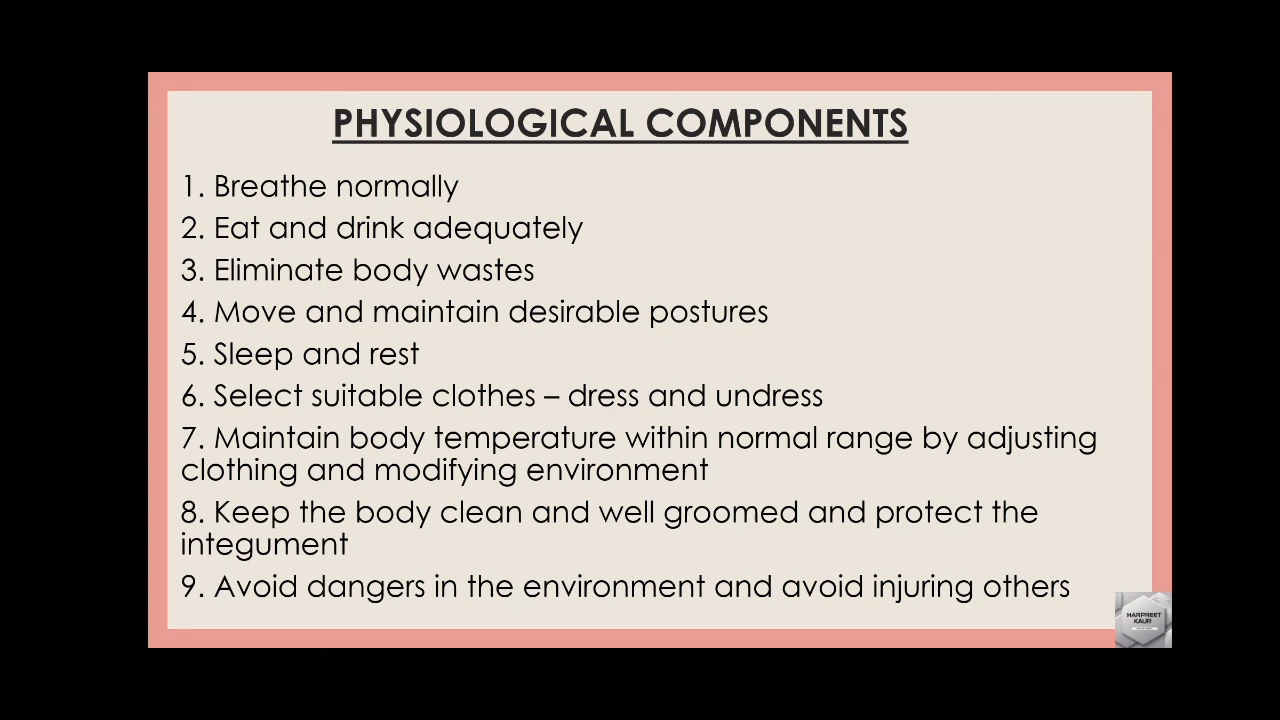 PHYSIOLOGICAL COMPONENTS
1. Breathe normally
2. Eat and drink adequately
3. Eliminate body wastes
4. Move and maintain desirable postures
5. Sleep and rest
6. Select suitable clothes – dress and undress
7. Maintain body temperature within normal range by adjusting
clothing and modifying environment
8. Keep the body clean and well groomed and protect the
integument
9. Avoid dangers in the environment and avoid injuring others
HARPREET
KAUR